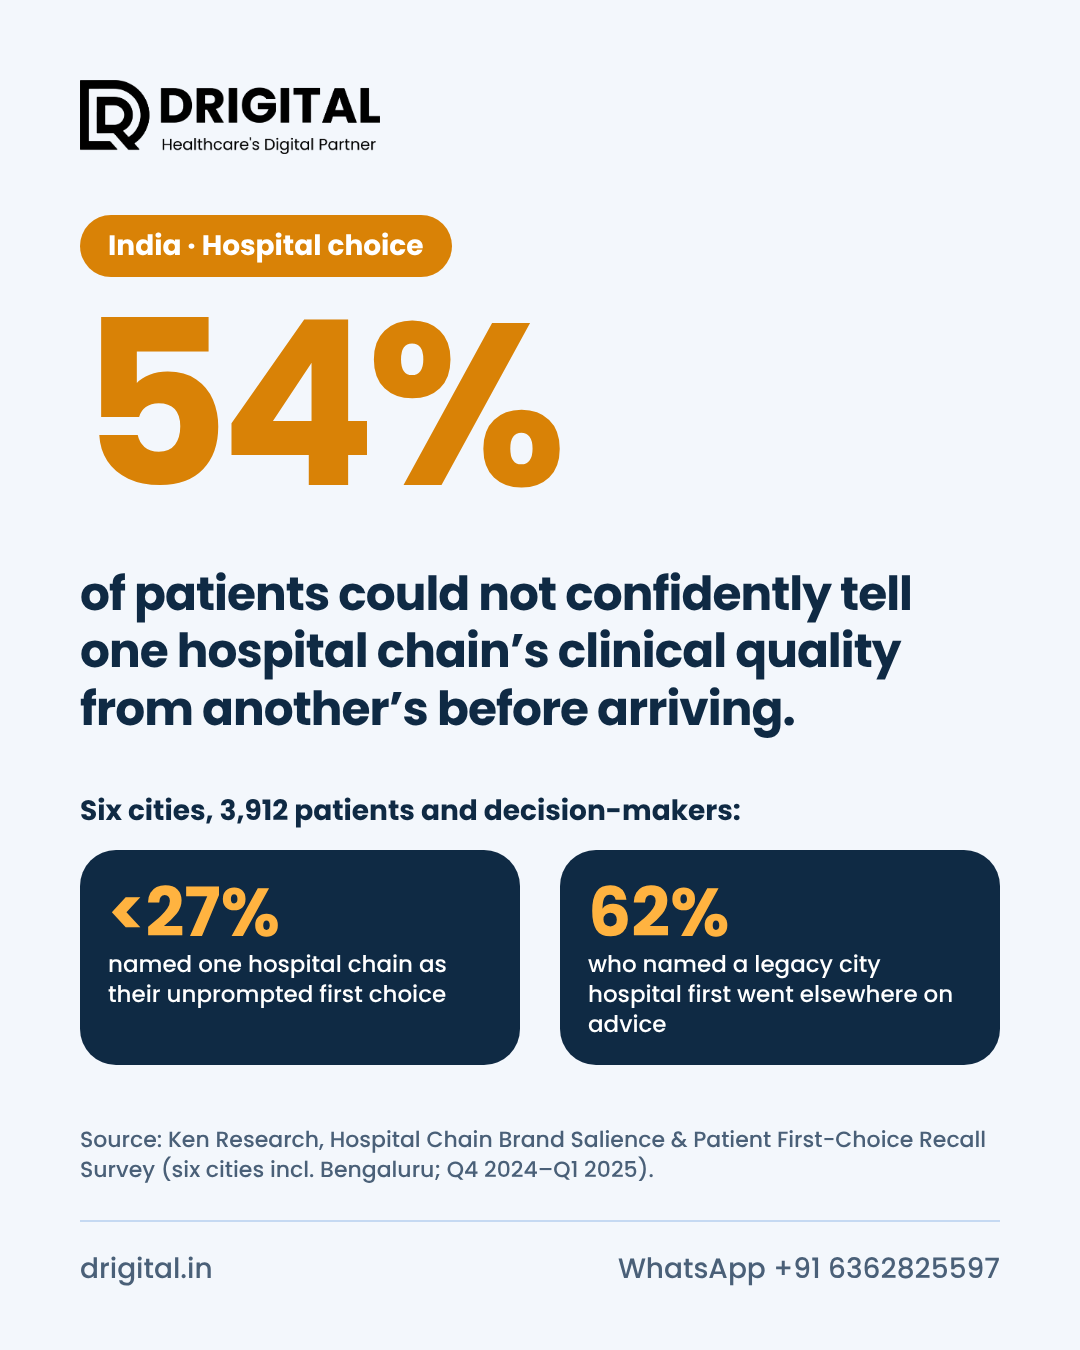 DRIGITAL
Healthcare's Digital Partner
India · Hospital choice
54%
of patients could not confidently tell
one hospital chain’s clinical quality
from another’s before arriving.
Six cities, 3,912 patients and decision-makers:
<27%
named one hospital chain as
their unprompted first choice
62%
who named a legacy city
hospital first went elsewhere on
advice
Source: Ken Research, Hospital Chain Brand Salience & Patient First-Choice Recall
Survey (six cities incl. Bengaluru; Q4 2024–Q1 2025).
drigital.in
WhatsApp +91 6362825597